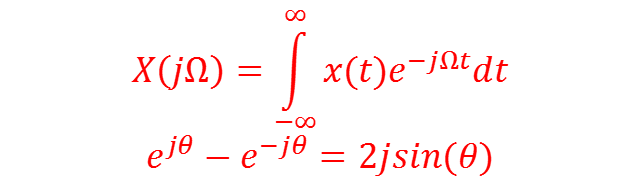 X(jΩ) = ∫_{-∞}^{∞} x(t)e^{-jΩt}dt
e^{jθ} − e^{-jθ} = 2jsin(θ)